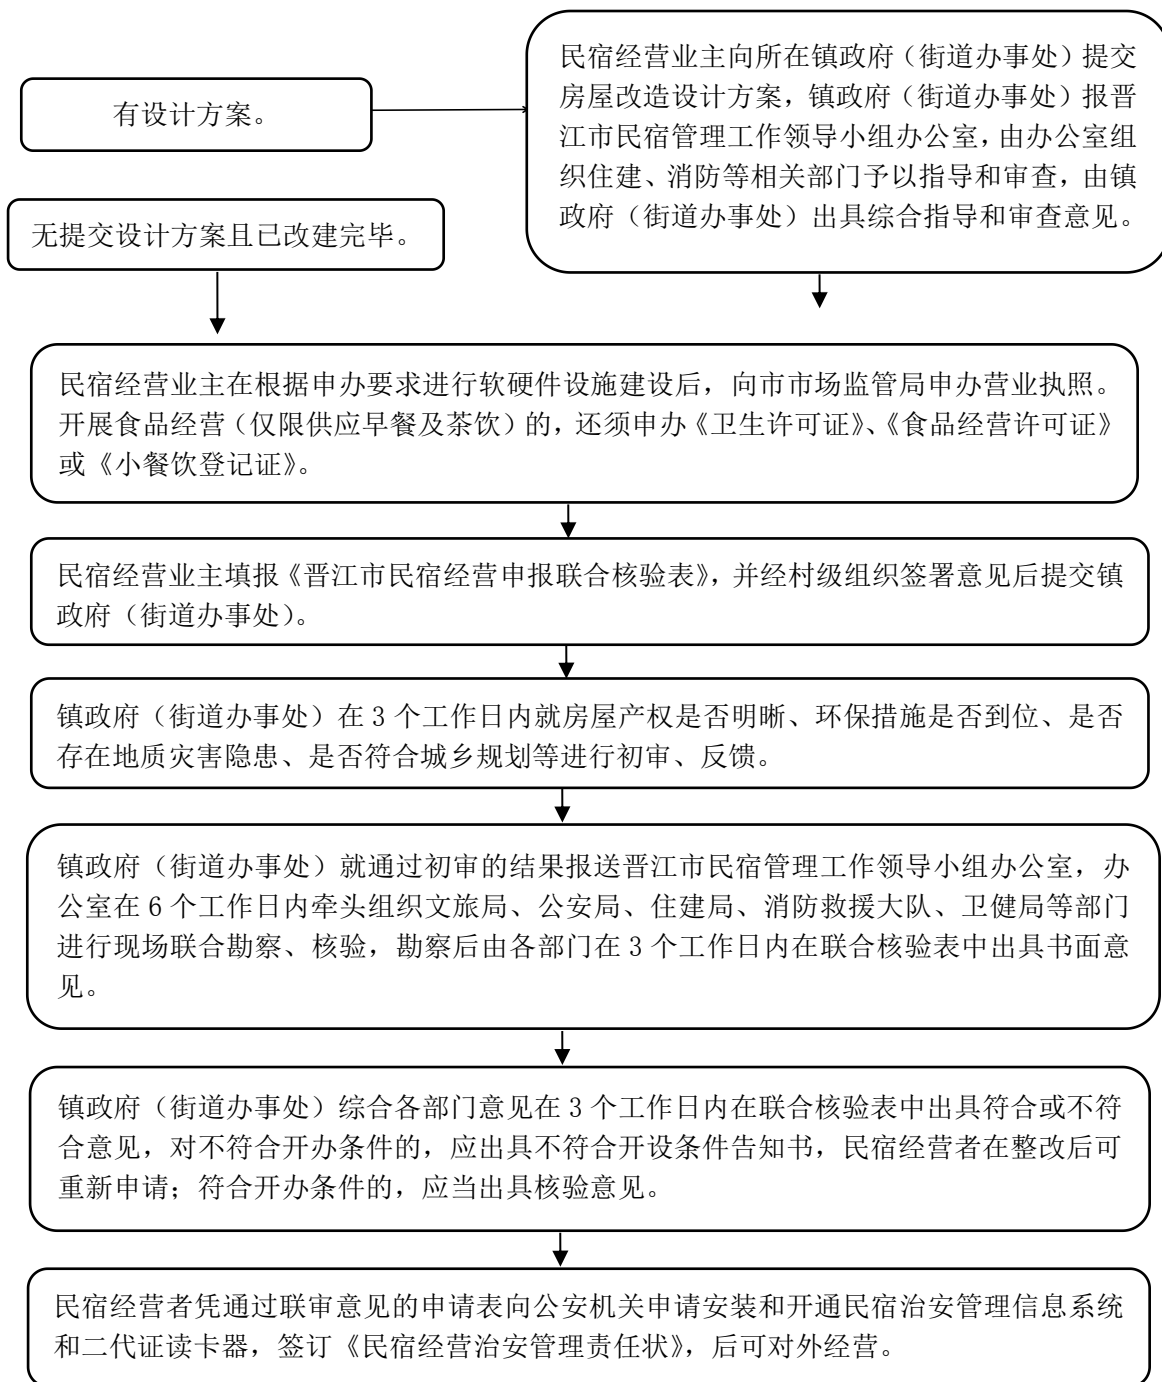 有设计方案。
民宿经营业主向所在镇政府（街道办事处）提交
房屋改造设计方案，镇政府（街道办事处）报晋
江市民宿管理工作领导小组办公室，由办公室组
织住建、消防等相关部门予以指导和审查，由镇
政府（街道办事处）出具综合指导和审查意见。
无提交设计方案且已改建完毕。
民宿经营业主在根据申办要求进行软硬件设施建设后，向市市场监管局申办营业执照。
开展食品经营（仅限供应早餐及茶饮）的，还须申办《卫生许可证》、《食品经营许可证》
或《小餐饮登记证》。
民宿经营业主填报《晋江市民宿经营申报联合核验表》，并经村级组织签署意见后提交镇
政府（街道办事处）。
镇政府（街道办事处）在 3 个工作日内就房屋产权是否明晰、环保措施是否到位、是否
存在地质灾害隐患、是否符合城乡规划等进行初审、反馈。
镇政府（街道办事处）就通过初审的结果报送晋江市民宿管理工作领导小组办公室，办
公室在 6 个工作日内牵头组织文旅局、公安局、住建局、消防救援大队、卫健局等部门
进行现场联合勘察、核验，勘察后由各部门在 3 个工作日内在联合核验表中出具书面意
见。
镇政府（街道办事处）综合各部门意见在 3 个工作日内在联合核验表中出具符合或不符
合意见，对不符合开办条件的，应出具不符合开设条件告知书，民宿经营者在整改后可
重新申请；符合开办条件的，应当出具核验意见。
民宿经营者凭通过联审意见的申请表向公安机关申请安装和开通民宿治安管理信息系统
和二代证读卡器，签订《民宿经营治安管理责任状》，后可对外经营。